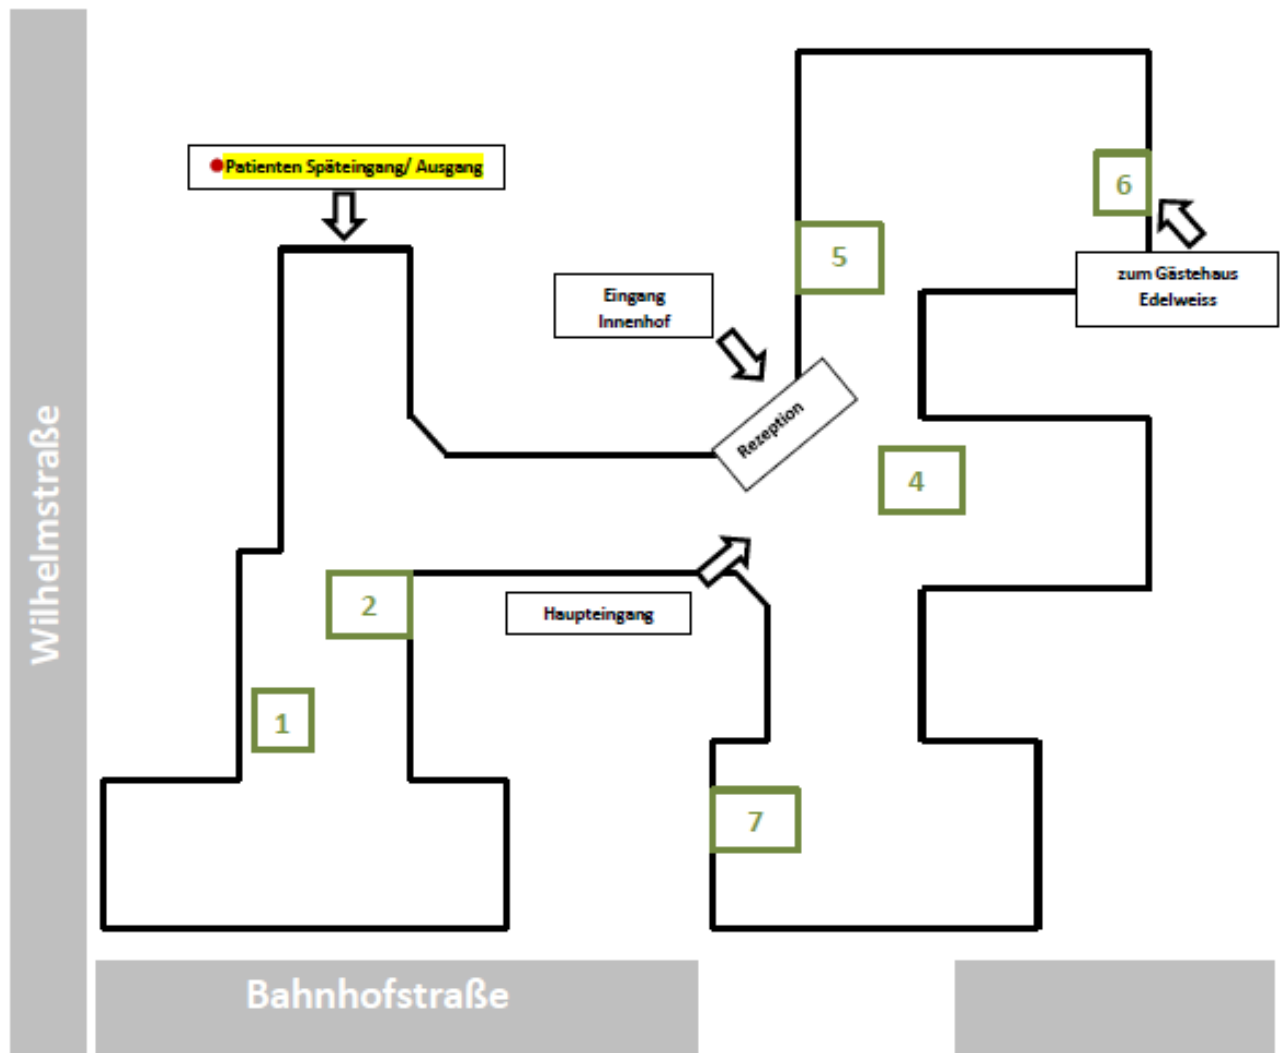 Patienten Späteingang/ Ausgang
6
5
zum Gästehaus
Edelweiss
Eingang
Innenhof
Rezeption
Wilhelmstraße
4
2
Haupteingang
1
7
Bahnhofstraße